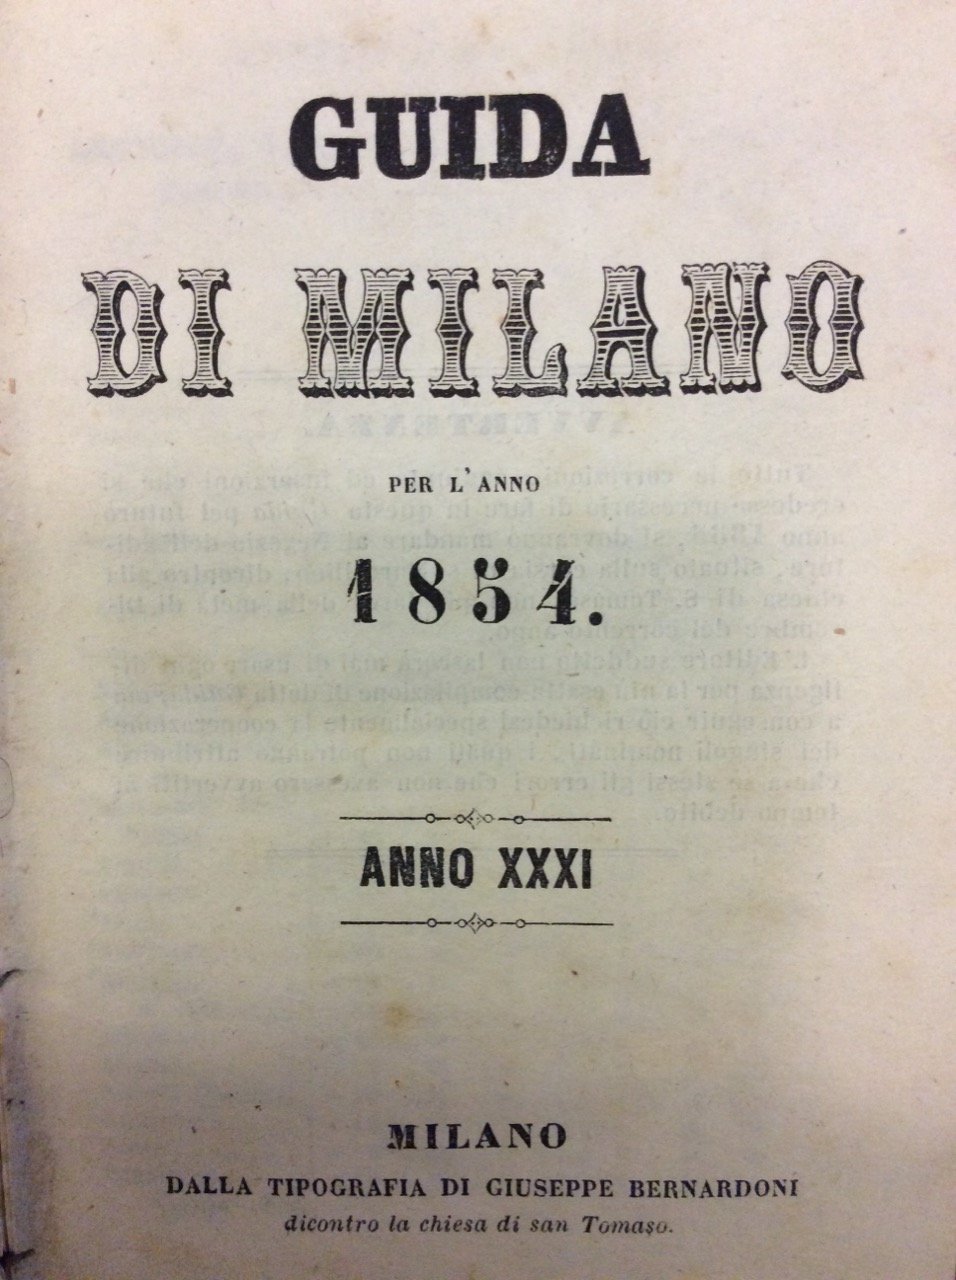 GUIDA
DI MILANO
PER L'ANNO
1854.
ANNO XXXI
MILANO
DALLA TIPOGRAFIA DI GIUSEPPE BERNARDONI
dicontro la chiesa di san Tomaso.